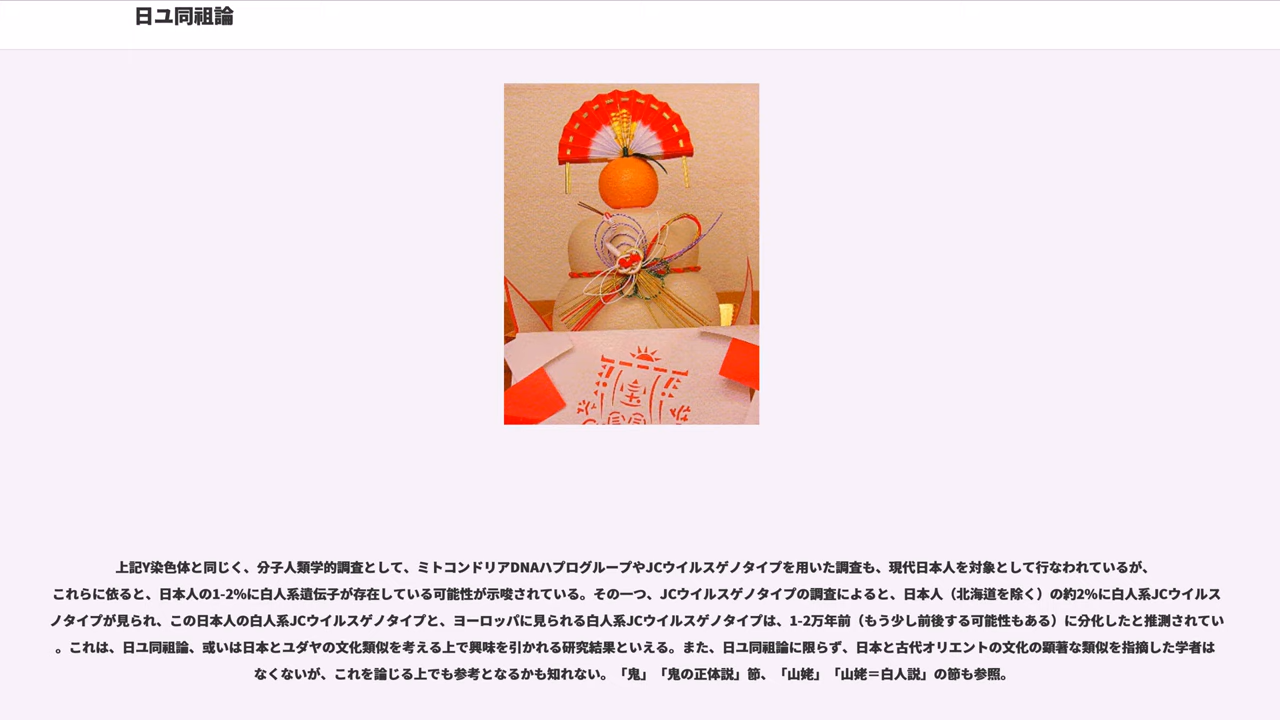 日ユ同祖論
上記Y染色体と同じく、分子人類学的調査として、ミトコンドリアDNAハプログループやJCウイルスゲノタイプを用いた調査も、現代日本人を対象として行なわれているが、
これらに依ると、日本人の1-2%に白人系遺伝子が存在している可能性が示唆されている。その一つ、JCウイルスゲノタイプの調査によると、日本人（北海道を除く）の約2%に白人系JCウイルス
ノタイプが見られ、この日本人の白人系JCウイルスゲノタイプと、ヨーロッパに見られる白人系JCウイルスゲノタイプは、1-2万年前（もう少し前後する可能性もある）に分化したと推測されてい
。これは、日ユ同祖論、或いは日本とユダヤの文化類似を考える上で興味を引かれる研究結果といえる。また、日ユ同祖論に限らず、日本と古代オリエントの文化の顕著な類似を指摘した学者は
なくないが、これを論じる上でも参考となるかも知れない。「鬼」「鬼の正体説」節、「山姥」「山姥＝白人説」の節も参照。